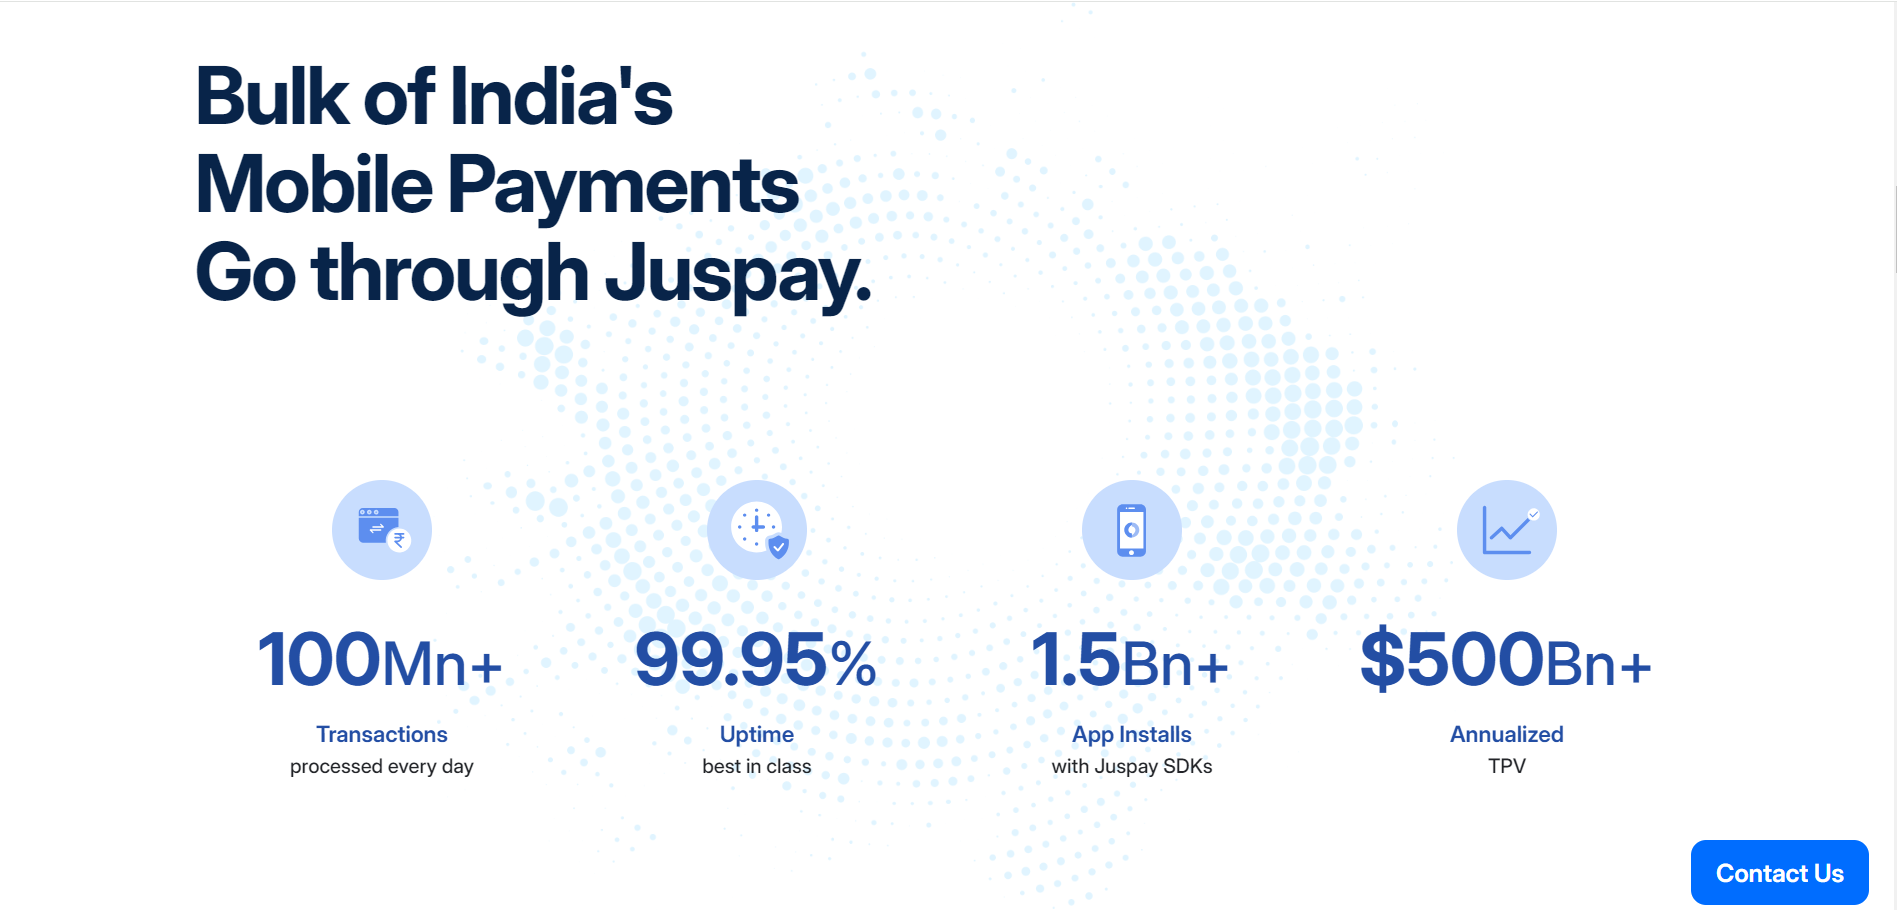 Bulk of India's
Mobile Payments
Go through Juspay.
₹
100Mn+
Transactions
processed every day
99.95%
Uptime
best in class
1.5Bn+
App Installs
with Juspay SDKs
$500Bn+
Annualized
TPV
Contact Us